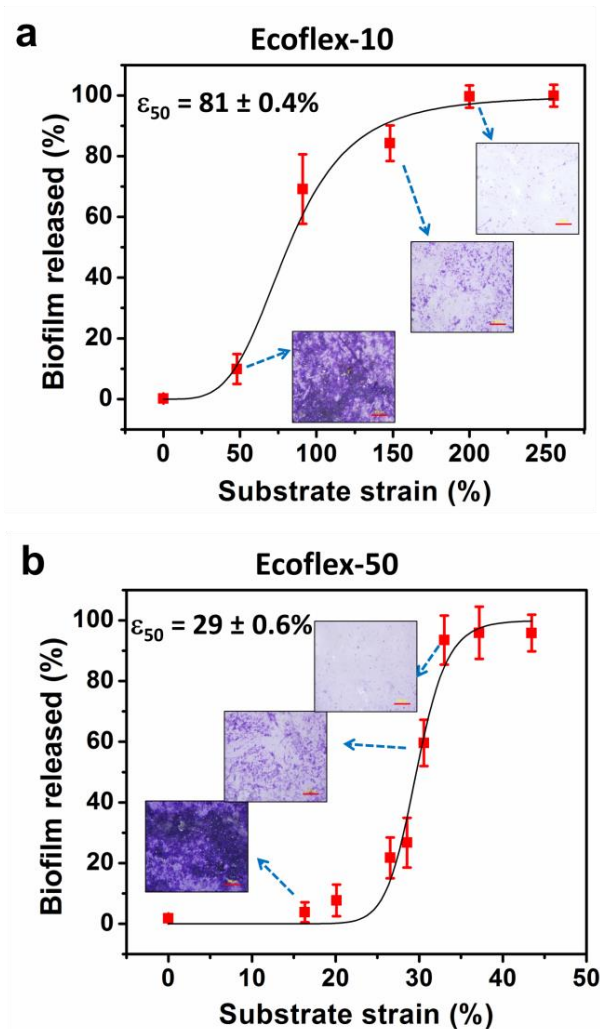 a
Ecoflex-10
ε50 = 81 ± 0.4%
Biofilm released (%)
100
80
60
40
20
0
0 50 100 150 200 250
Substrate strain (%)
b
Ecoflex-50
ε50 = 29 ± 0.6%
Biofilm released (%)
100
80
60
40
20
0
0 10 20 30 40 50
Substrate strain (%)